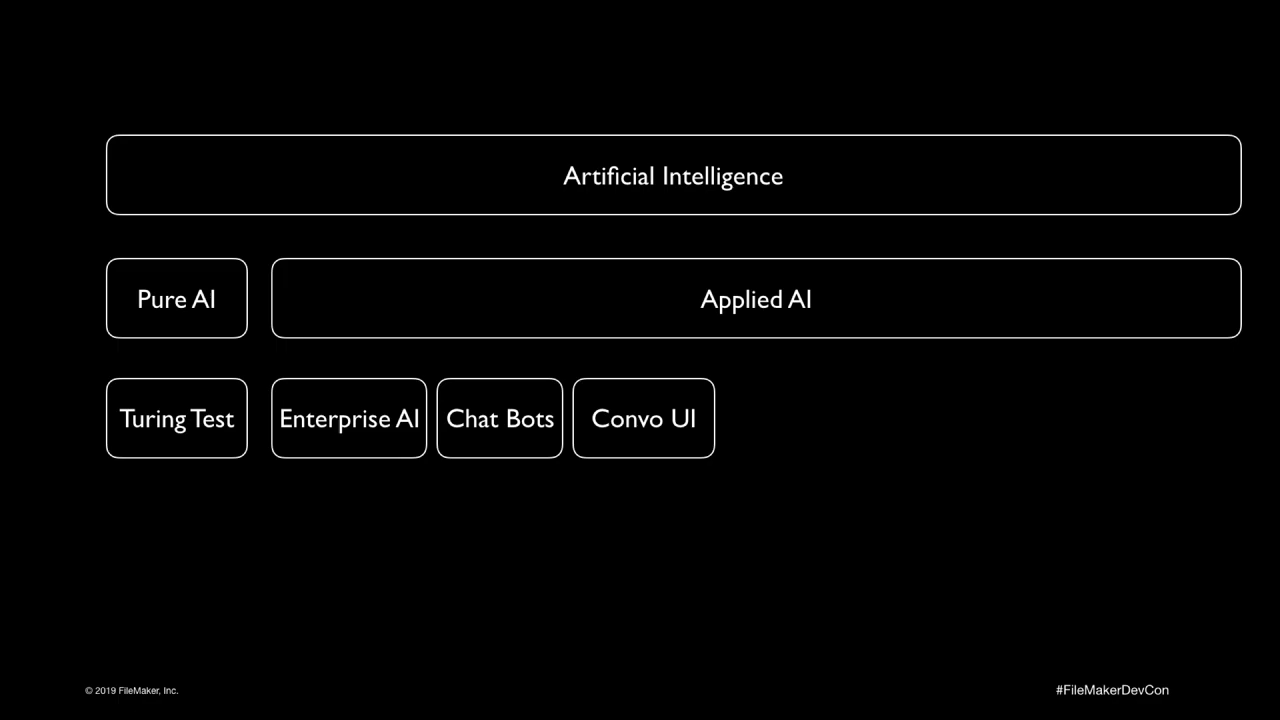 Artificial Intelligence
Pure AI
Applied AI
Turing Test
Enterprise AI
Chat Bots
Convo UI
© 2019 FileMaker, Inc.
#FileMakerDevCon